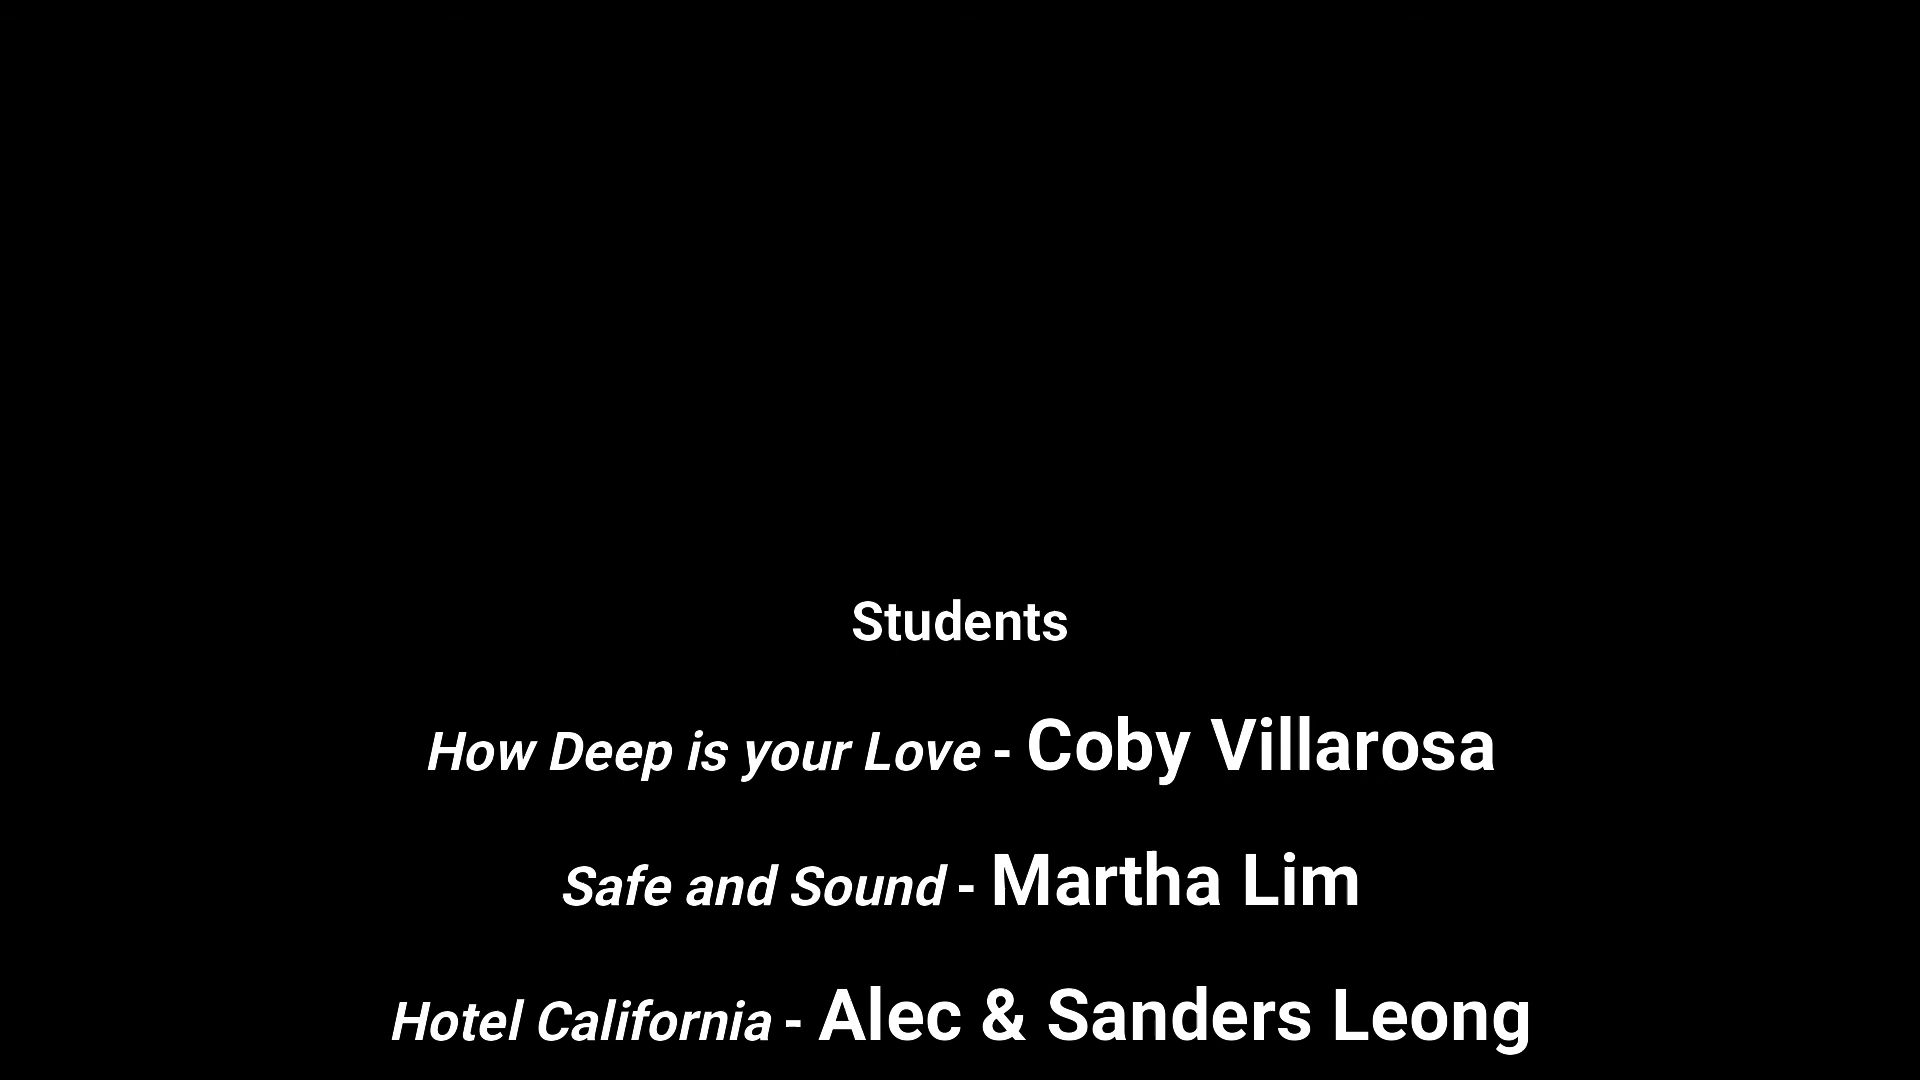 Students
How Deep is your Love - Coby Villarosa
Safe and Sound - Martha Lim
Hotel California - Alec & Sanders Leong